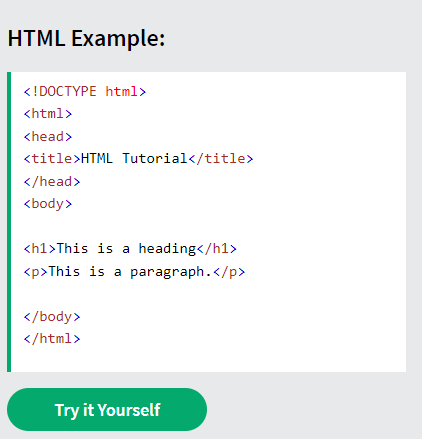 HTML Example:
<!DOCTYPE html>
<html>
<head>
<title>HTML Tutorial</title>
</head>
<body>
<h1>This is a heading</h1>
<p>This is a paragraph.</p>
</body>
</html>
Try it Yourself